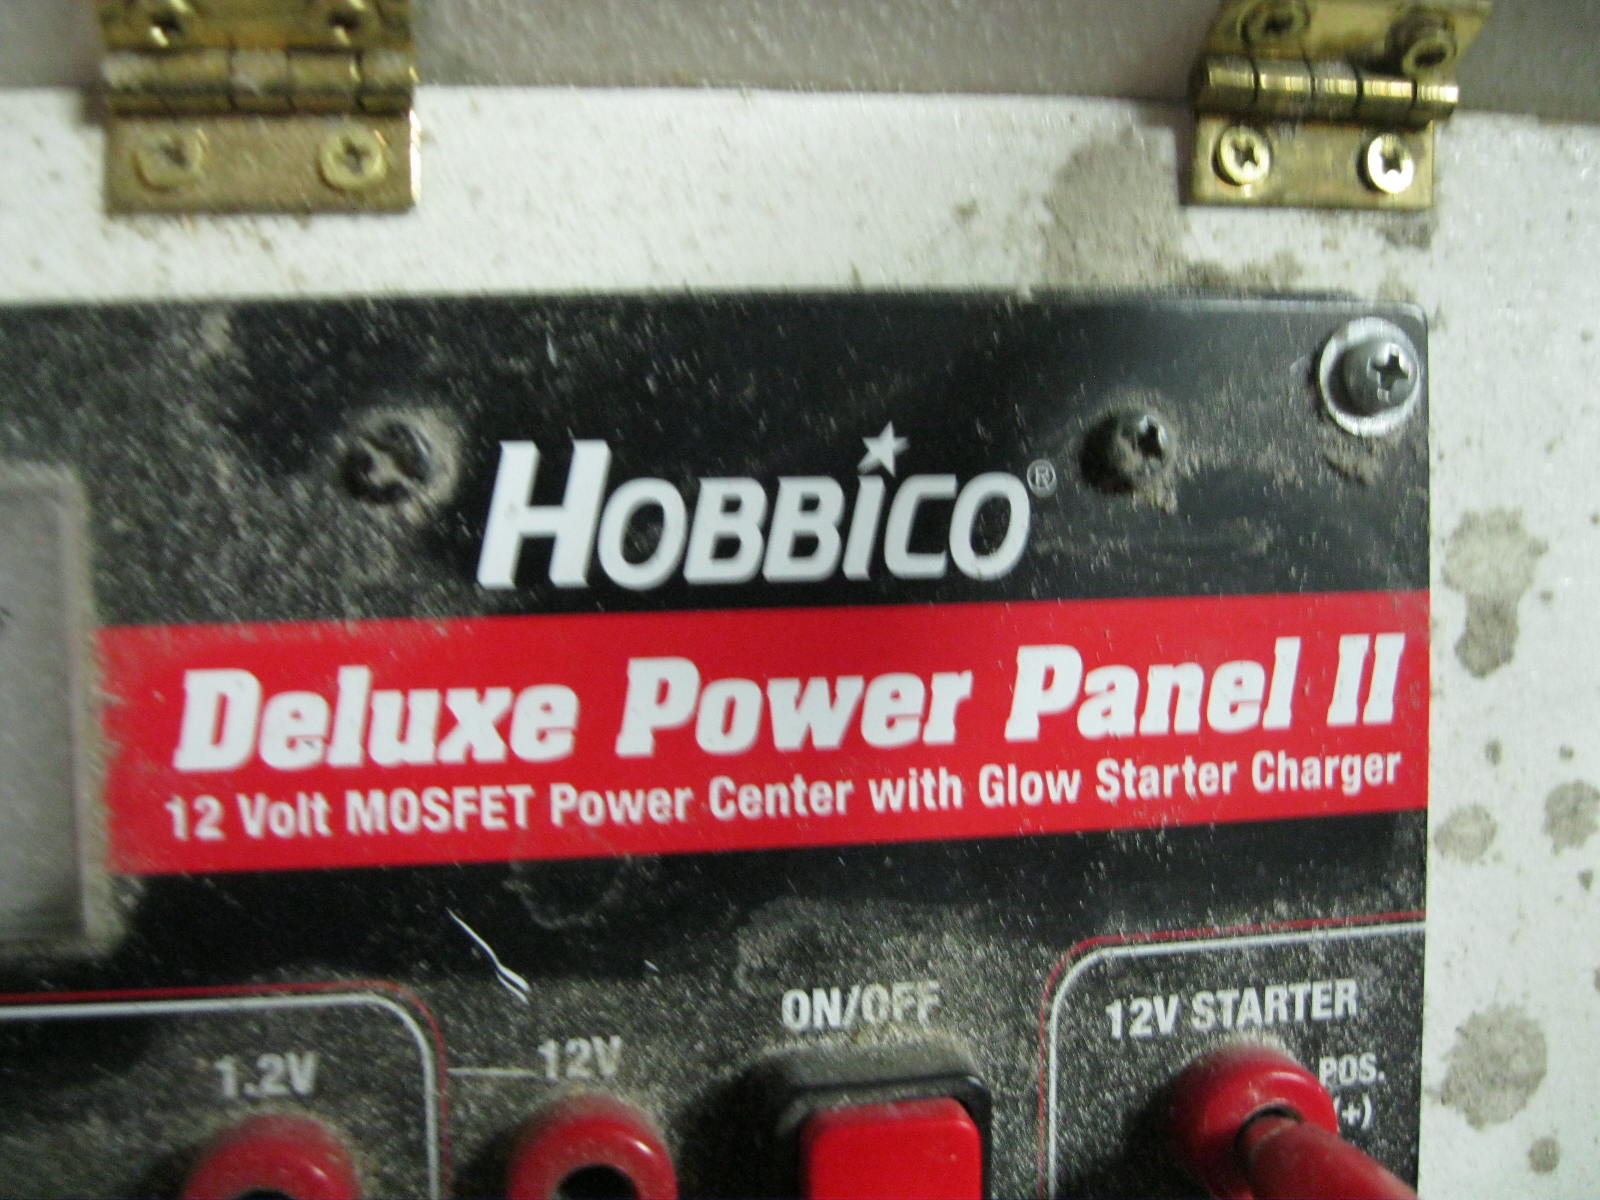 HOBBICO®
Deluxe Power Panel II
12 Volt MOSFET Power Center with Glow Starter Charger
ON/OFF
12V STARTER
1.2V
12V
POS.
(+)